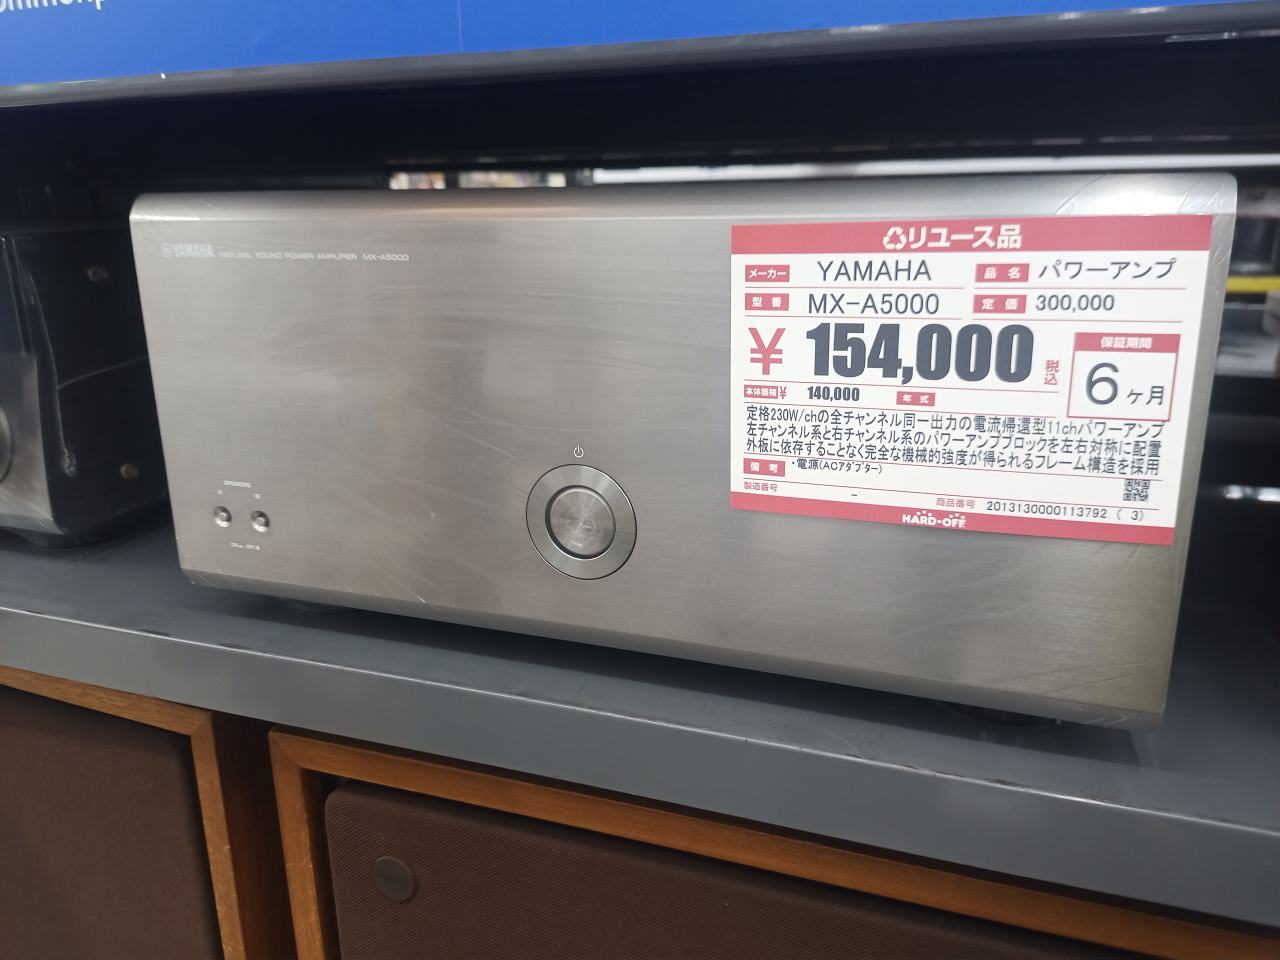 YAMAHA NATURAL SOUND POWER AMPLIFIER MX-A5000
SPEAKERS
A B
リユース品
メーカー YAMAHA 品名 パワーアンプ
型番 MX-A5000 定価 300,000
¥154,000 税込
保証期間
6ヶ月
本体価格 ¥ 140,000 年式
定格230W/chの全チャンネル同一出力の電流帰還型11chパワーアンプ
左チャンネル系と右チャンネル系のパワーアンプブロックを左右対称に配置
外板に依存することなく完全な機械的強度が得られるフレーム構造を採用
備考 ・電源(ACアダプター)
製造番号 － 商品番号 2013130000113792 ( 3)
HARD・OFF